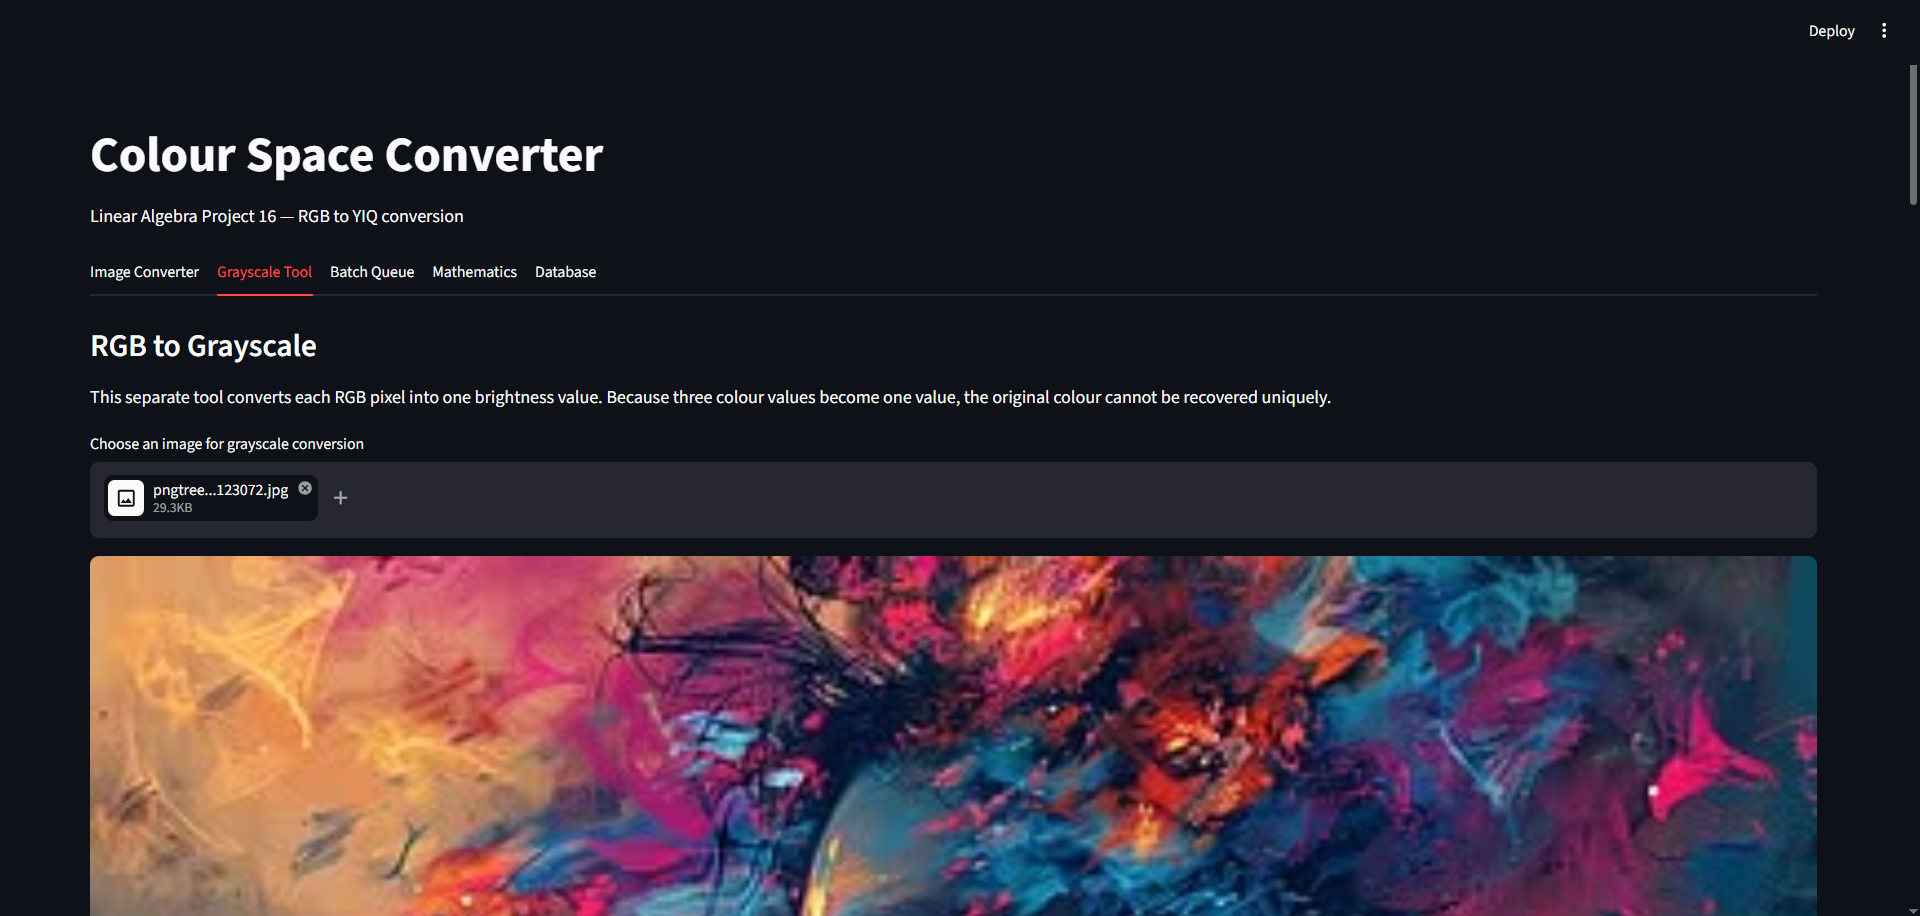 Deploy
Colour Space Converter
Linear Algebra Project 16 — RGB to YIQ conversion
Image Converter Grayscale Tool Batch Queue Mathematics Database
RGB to Grayscale
This separate tool converts each RGB pixel into one brightness value. Because three colour values become one value, the original colour cannot be recovered uniquely.
Choose an image for grayscale conversion
pngtree...123072.jpg
29.3KB